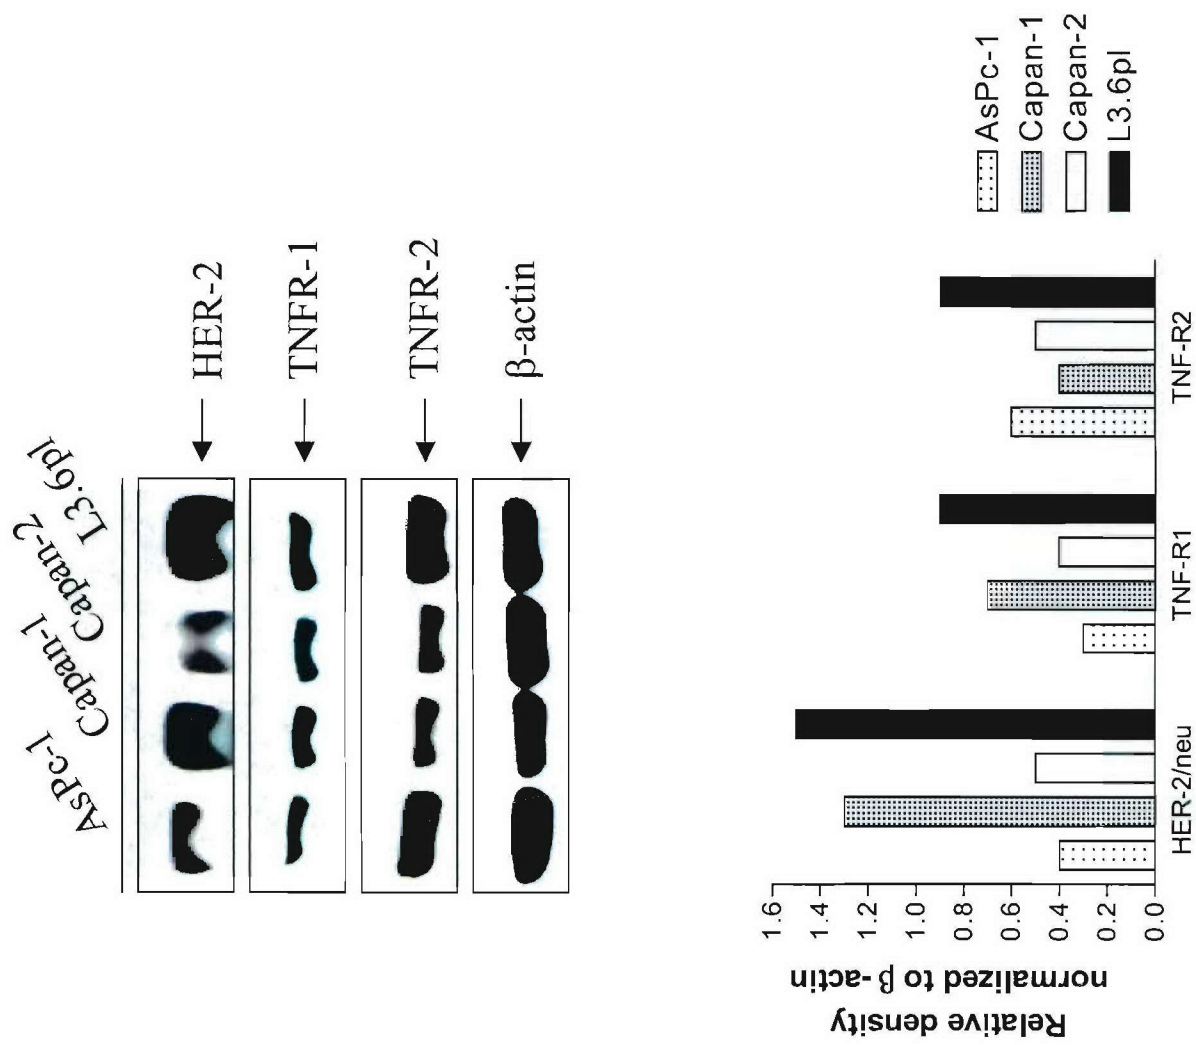 AsPc-1
Capan-1
Capan-2
L3.6pl
HER-2
TNFR-1
TNFR-2
β-actin
Relative density
normalized to β-actin
1.6
1.4
1.2
1.0
0.8
0.6
0.4
0.2
0.0
HER-2/neu
TNF-R1
TNF-R2
AsPc-1
Capan-1
Capan-2
L3.6pl